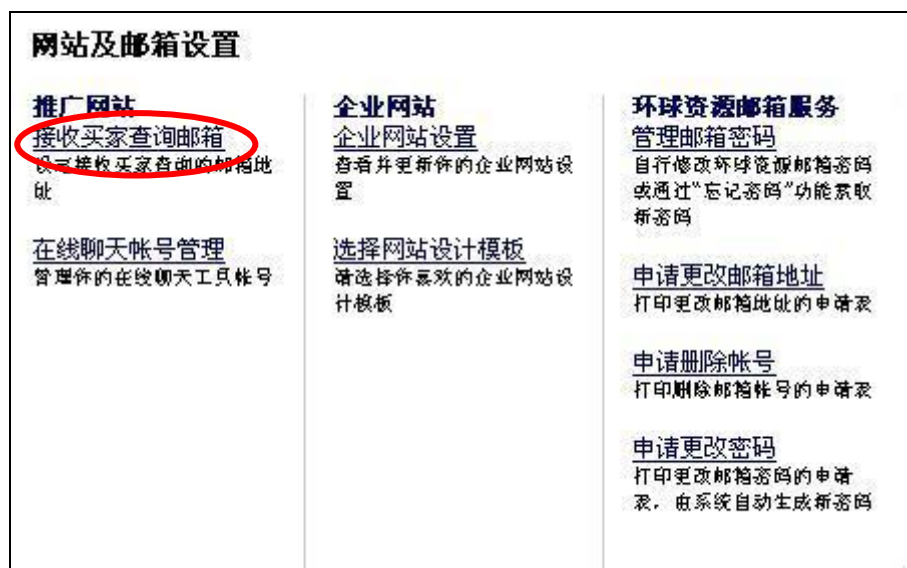 网站及邮箱设置
推广网站
接收买家查询邮箱
设定接收买家查询的邮箱地
址
在线聊天帐号管理
管理你的在线聊天工具帐号
企业网站
企业网站设置
查看并更新你的企业网站设
置
选择网站设计模板
请选择你喜欢的企业网站设
计模板
环球资源邮箱服务
管理邮箱密码
自行修改环球资源邮箱密码
或通过“忘记密码”功能索取
新密码
申请更改邮箱地址
打印更改邮箱地址的申请表
申请删除帐号
打印删除邮箱帐号的申请表
申请更改密码
打印更改邮箱密码的申请
表，由系统自动生成新密码